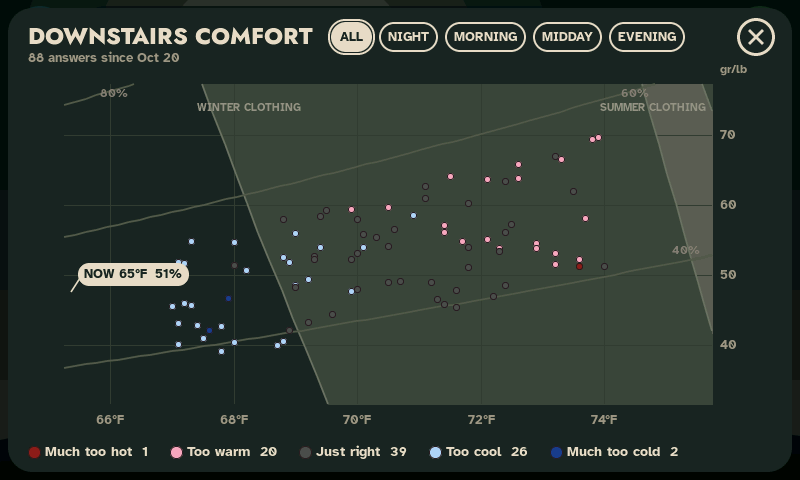 DOWNSTAIRS COMFORT
ALL NIGHT MORNING MIDDAY EVENING
88 answers since Oct 20
gr/lb
80% 60%
WINTER CLOTHING SUMMER CLOTHING
70
60
40%
NOW 65°F 51%
50
40
66°F 68°F 70°F 72°F 74°F
Much too hot 1 Too warm 20 Just right 39 Too cool 26 Much too cold 2